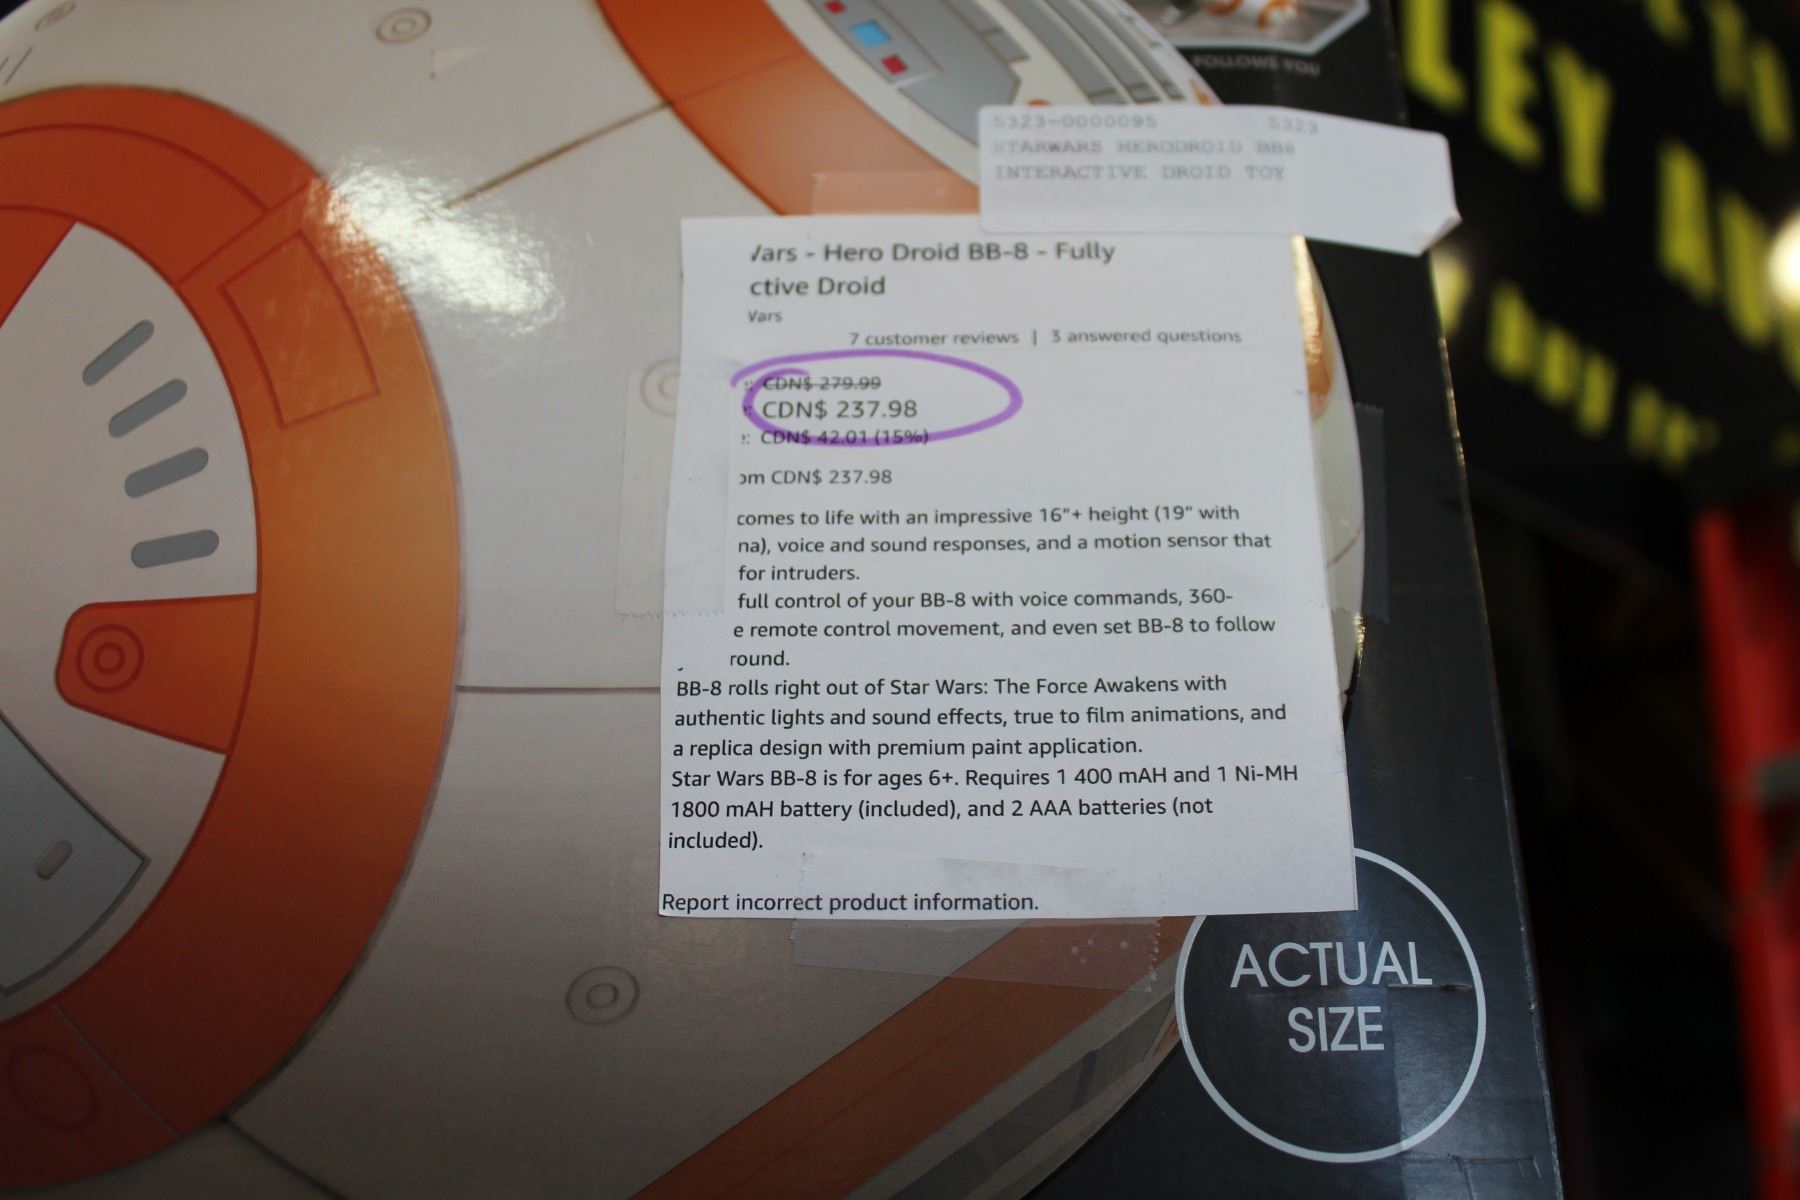 FOLLOWS YOU
5323-0000095 5323
STARWARS HERODROID BB8
INTERACTIVE DROID TOY
Vars - Hero Droid BB-8 - Fully
ctive Droid
Vars
7 customer reviews | 3 answered questions
CDN$ 279.99
CDN$ 237.98
: CDN$ 42.01 (15%)
om CDN$ 237.98
comes to life with an impressive 16"+ height (19" with
na), voice and sound responses, and a motion sensor that
for intruders.
full control of your BB-8 with voice commands, 360-
e remote control movement, and even set BB-8 to follow
round.
BB-8 rolls right out of Star Wars: The Force Awakens with
authentic lights and sound effects, true to film animations, and
a replica design with premium paint application.
Star Wars BB-8 is for ages 6+. Requires 1 400 mAH and 1 Ni-MH
1800 mAH battery (included), and 2 AAA batteries (not
included).
Report incorrect product information.
ACTUAL
SIZE